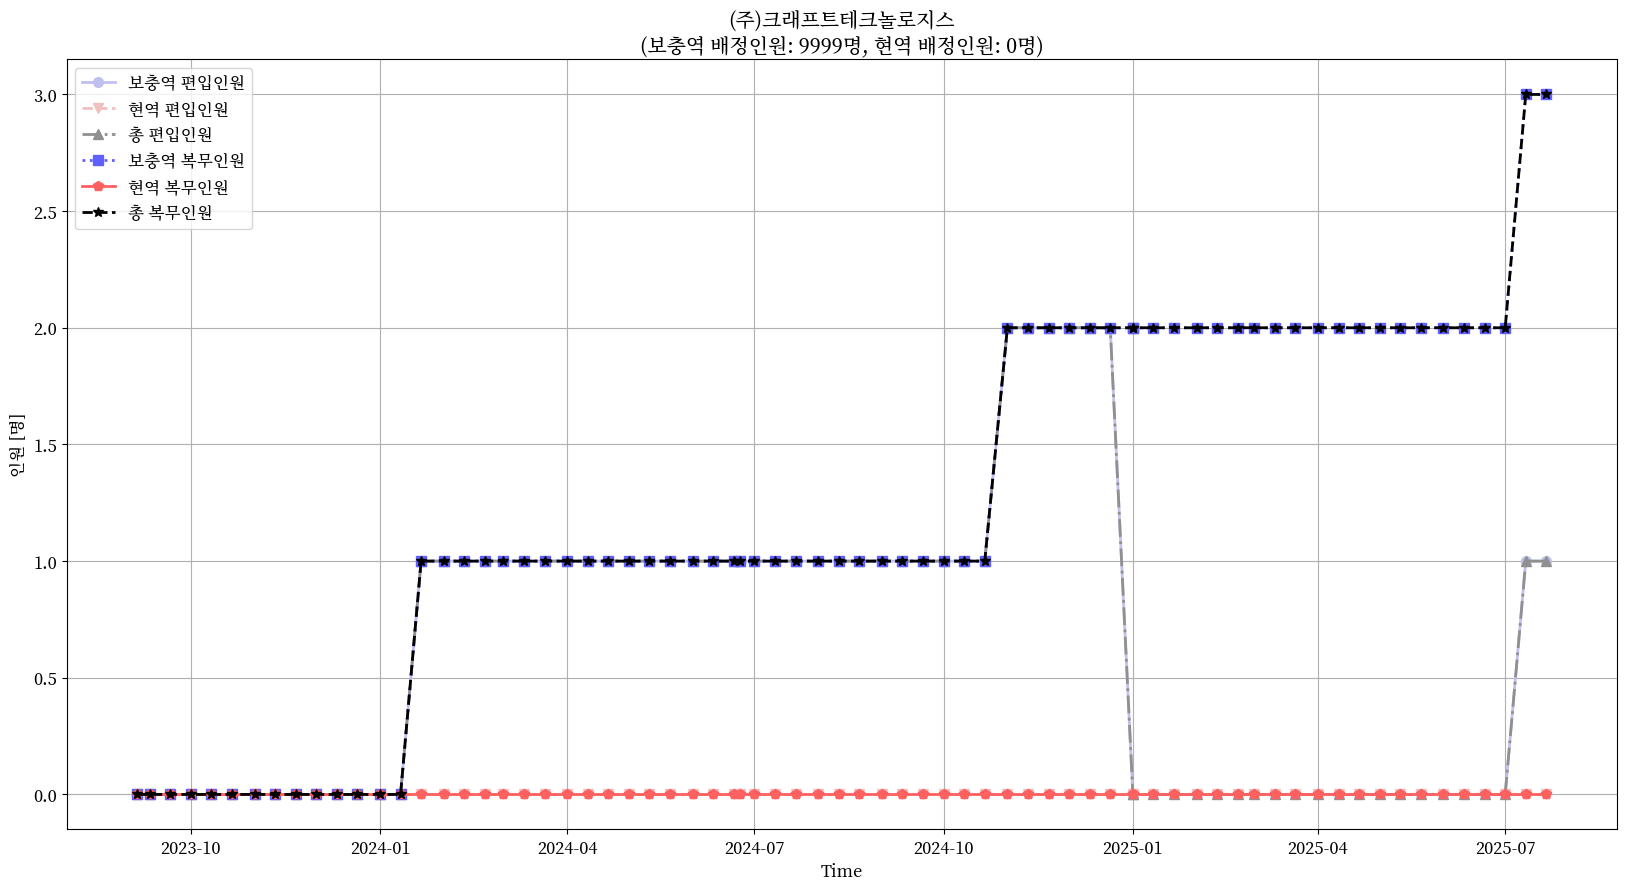 (주)크래프트테크놀로지스
(보충역 배정인원: 9999명, 현역 배정인원: 0명)
보충역 편입인원
현역 편입인원
총 편입인원
보충역 복무인원
현역 복무인원
총 복무인원
인원 [명]
3.0
2.5
2.0
1.5
1.0
0.5
0.0
2023-10
2024-01
2024-04
2024-07
2024-10
2025-01
2025-04
2025-07
Time